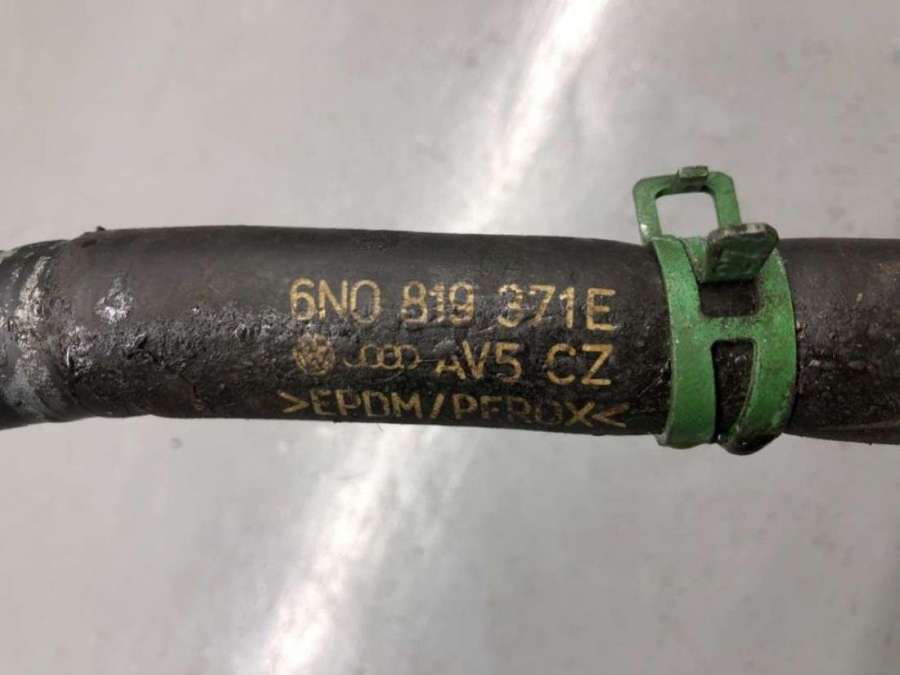 6N0 819 371E
AV5 CZ
>EPDM/PEROX<